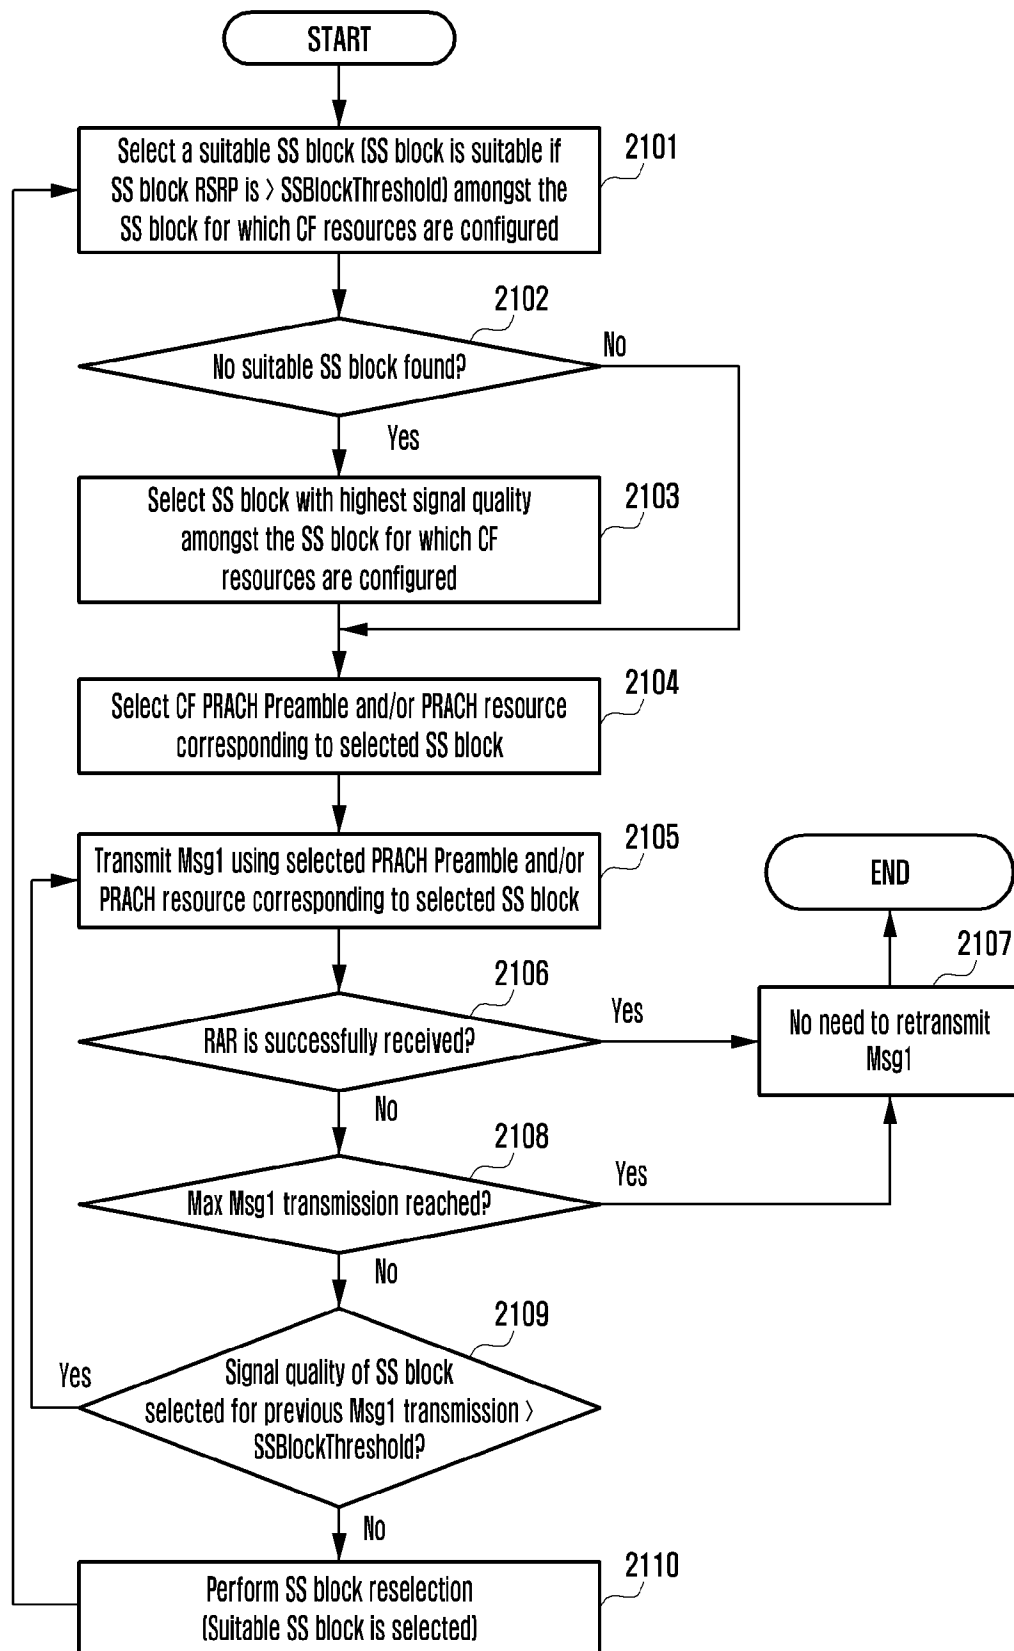 START
Select a suitable SS block (SS block is suitable if
SS block RSRP is > SSBlockThreshold) amongst the
SS block for which CF resources are configured
2101
2102
No suitable SS block found?
No
Yes
Select SS block with highest signal quality
amongst the SS block for which CF
resources are configured
2103
Select CF PRACH Preamble and/or PRACH resource
corresponding to selected SS block
2104
Transmit Msg1 using selected PRACH Preamble and/or
PRACH resource corresponding to selected SS block
2105
END
2106
RAR is successfully received?
Yes
No
2107
No need to retransmit
Msg1
2108
Max Msg1 transmission reached?
Yes
No
2109
Signal quality of SS block
selected for previous Msg1 transmission >
SSBlockThreshold?
Yes
No
Perform SS block reselection
(Suitable SS block is selected)
2110